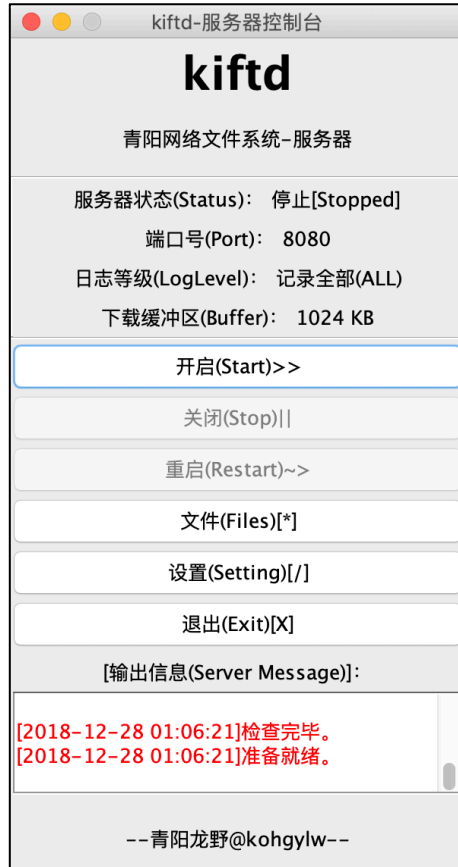 kiftd-服务器控制台
kiftd
青阳网络文件系统-服务器
服务器状态(Status)： 停止[Stopped]
端口号(Port)： 8080
日志等级(LogLevel)： 记录全部(ALL)
下载缓冲区(Buffer)： 1024 KB
开启(Start)>>
关闭(Stop)||
重启(Restart)~>
文件(Files)[*]
设置(Setting)[/]
退出(Exit)[X]
[输出信息(Server Message)]：
[2018-12-28 01:06:21]检查完毕。
[2018-12-28 01:06:21]准备就绪。
--青阳龙野@kohgylw--